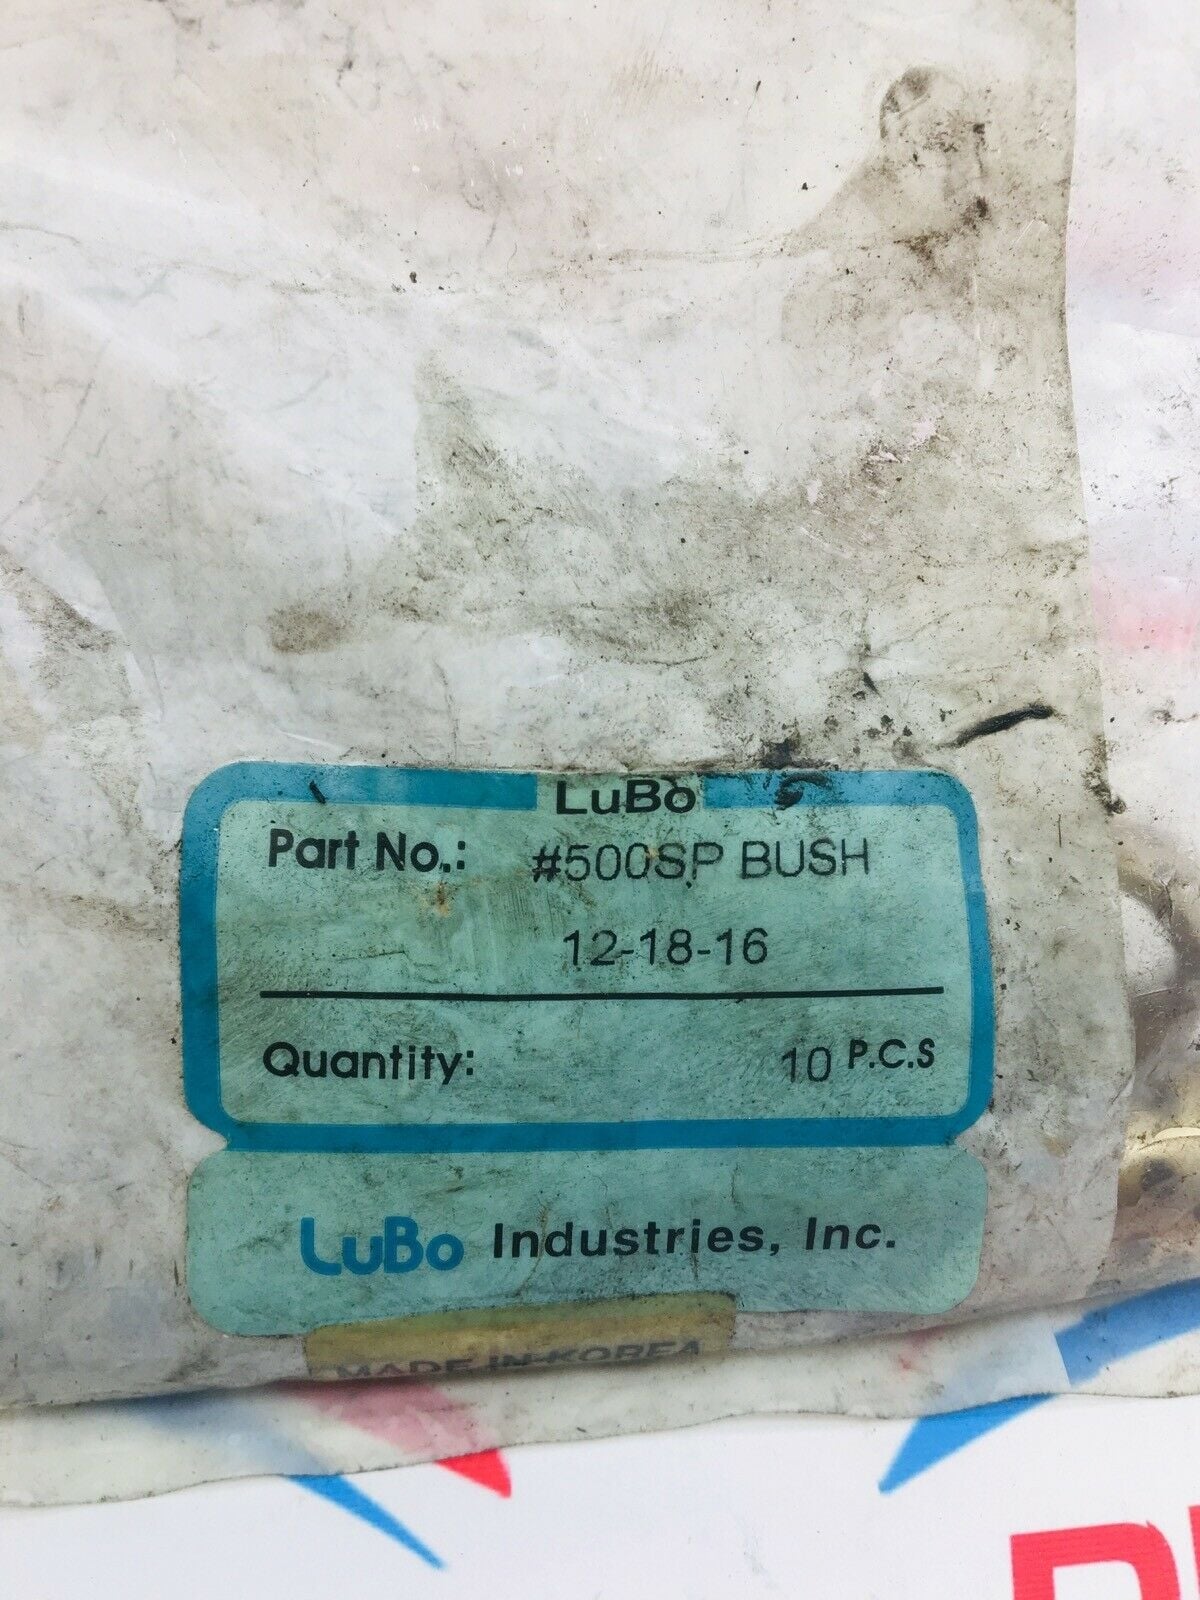 LuBo
Part No.: #500SP BUSH
12-18-16
Quantity: 10 P.C.S
LuBo Industries, Inc.
MADE IN KOREA